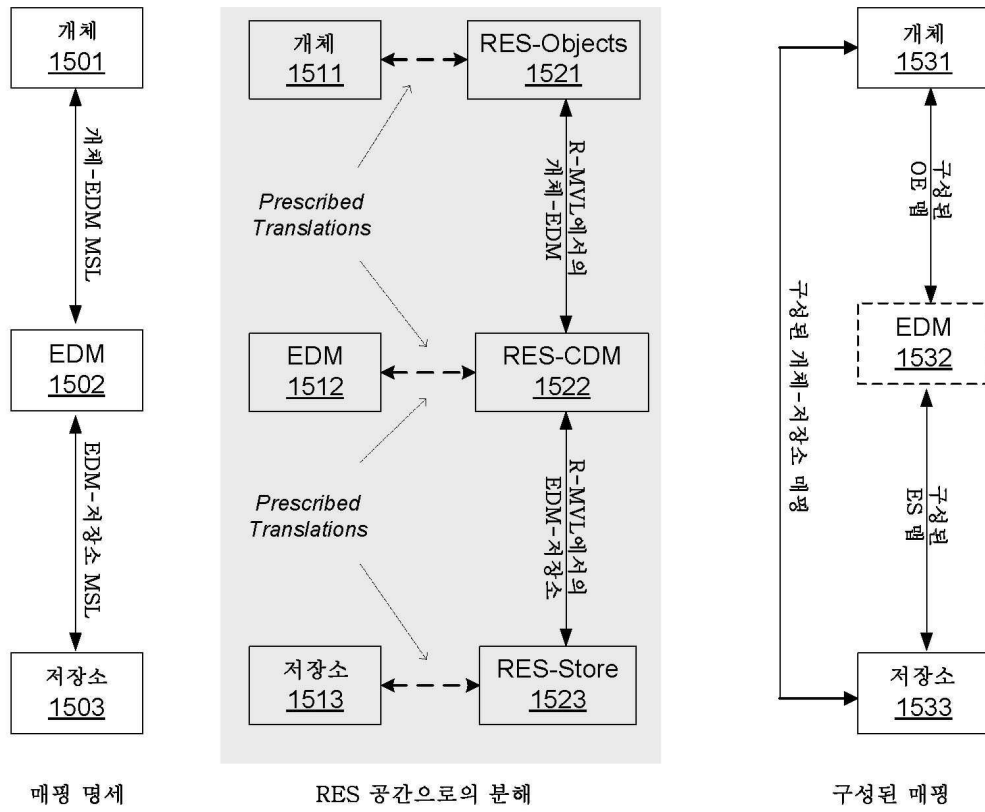 개체
1501
개체-EDM MSL
EDM
1502
EDM-저장소 MSL
저장소
1503
매핑 명세
개체
1511
RES-Objects
1521
Prescribed
Translations
R-MVL에서의
개체-EDM
EDM
1512
RES-CDM
1522
Prescribed
Translations
R-MVL에서의
EDM-저장소
저장소
1513
RES-Store
1523
RES 공간으로의 분해
개체
1531
구성된
OE 맵
구성된 개체-저장소 매핑
EDM
1532
구성된
ES 맵
저장소
1533
구성된 매핑